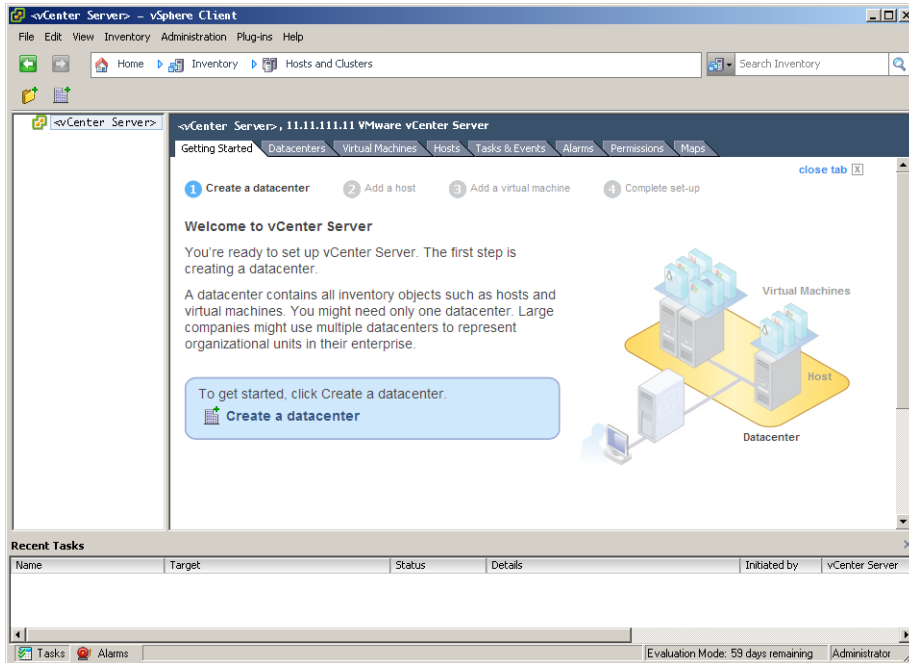 <vCenter Server> - vSphere Client
File Edit View Inventory Administration Plug-ins Help
Home Inventory Hosts and Clusters Search Inventory
<vCenter Server>
<vCenter Server>, 11.11.111.11 VMware vCenter Server
Getting Started Datacenters Virtual Machines Hosts Tasks & Events Alarms Permissions Maps
close tab X
1 Create a datacenter 2 Add a host 3 Add a virtual machine 4 Complete set-up
Welcome to vCenter Server
You're ready to set up vCenter Server. The first step is
creating a datacenter.
A datacenter contains all inventory objects such as hosts and
virtual machines. You might need only one datacenter. Large
companies might use multiple datacenters to represent
organizational units in their enterprise.
To get started, click Create a datacenter.
Create a datacenter
Virtual Machines
Host
Datacenter
Recent Tasks
Name Target Status Details Initiated by vCenter Server
Tasks Alarms Evaluation Mode: 59 days remaining Administrator